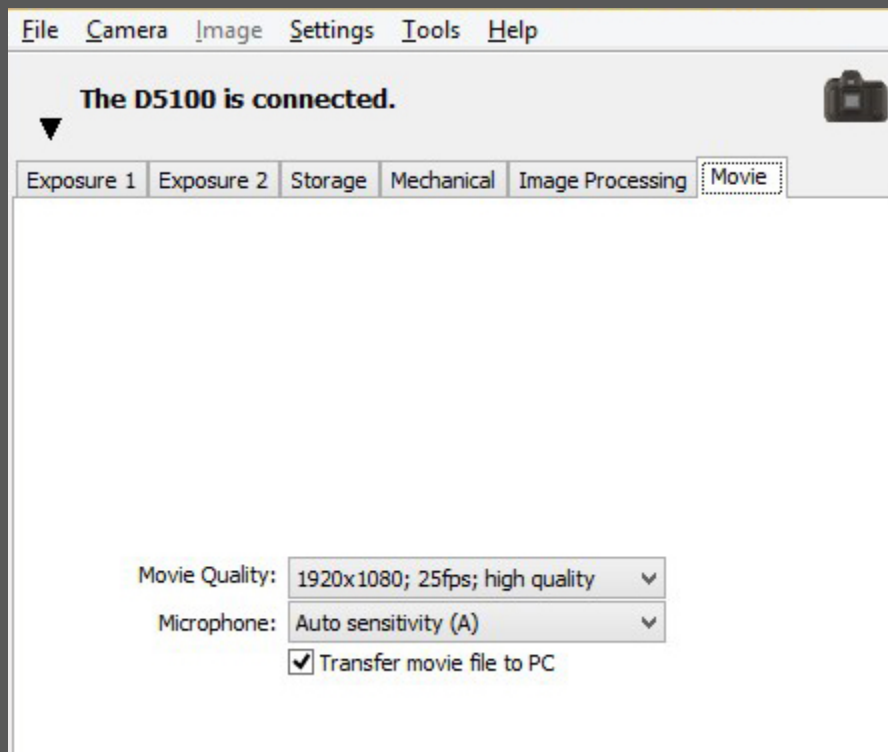 File Camera Image Settings Tools Help
The D5100 is connected.
Exposure 1 Exposure 2 Storage Mechanical Image Processing Movie
Movie Quality: 1920x1080; 25fps; high quality
Microphone: Auto sensitivity (A)
Transfer movie file to PC